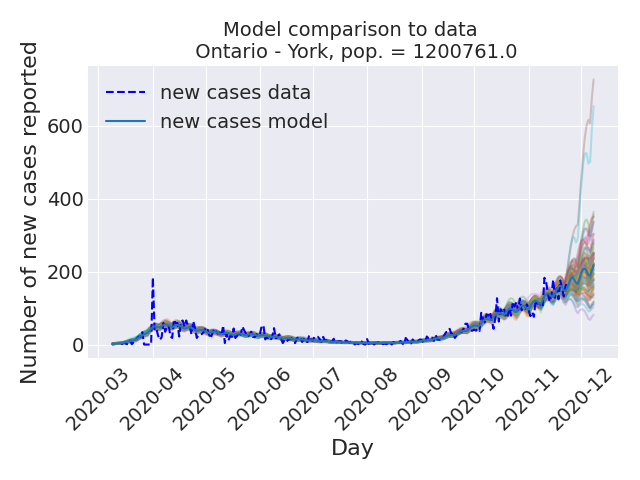 Model comparison to data
Ontario - York, pop. = 1200761.0
Number of new cases reported
new cases data
new cases model
600
400
200
0
2020-03
2020-04
2020-05
2020-06
2020-07
2020-08
2020-09
2020-10
2020-11
2020-12
Day